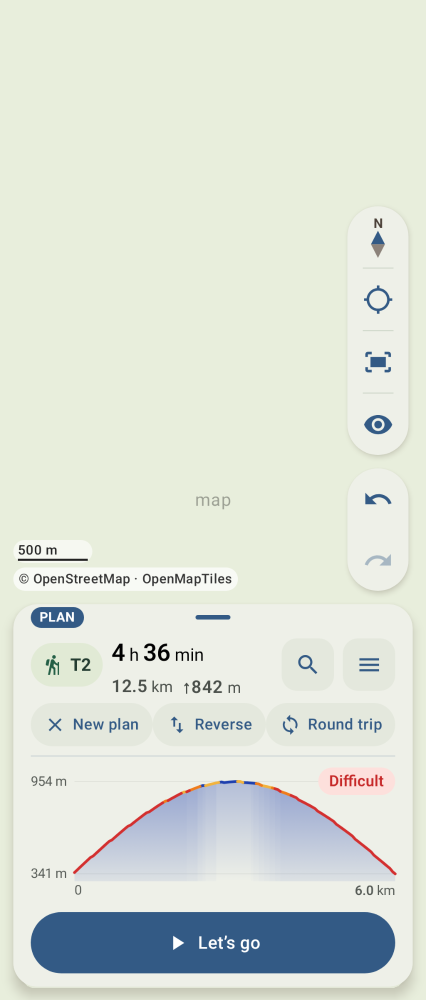 N
map
500 m
© OpenStreetMap · OpenMapTiles
PLAN
T2
4 h 36 min
12.5 km ↑842 m
New plan
Reverse
Round trip
954 m
Difficult
341 m
0
6.0 km
Let's go